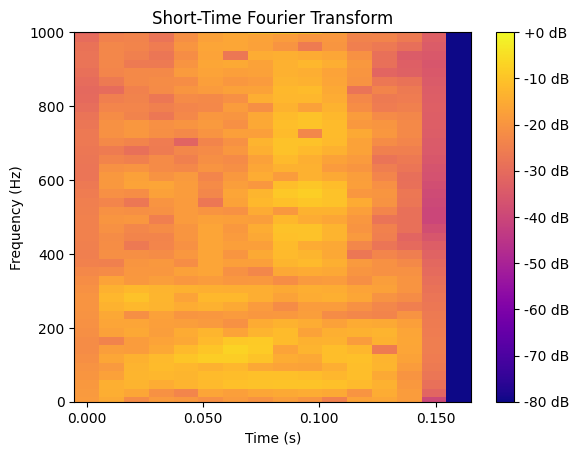 Short-Time Fourier Transform
1000
800
600
400
200
0
Frequency (Hz)
0.000
0.050
0.100
0.150
Time (s)
+0 dB
-10 dB
-20 dB
-30 dB
-40 dB
-50 dB
-60 dB
-70 dB
-80 dB